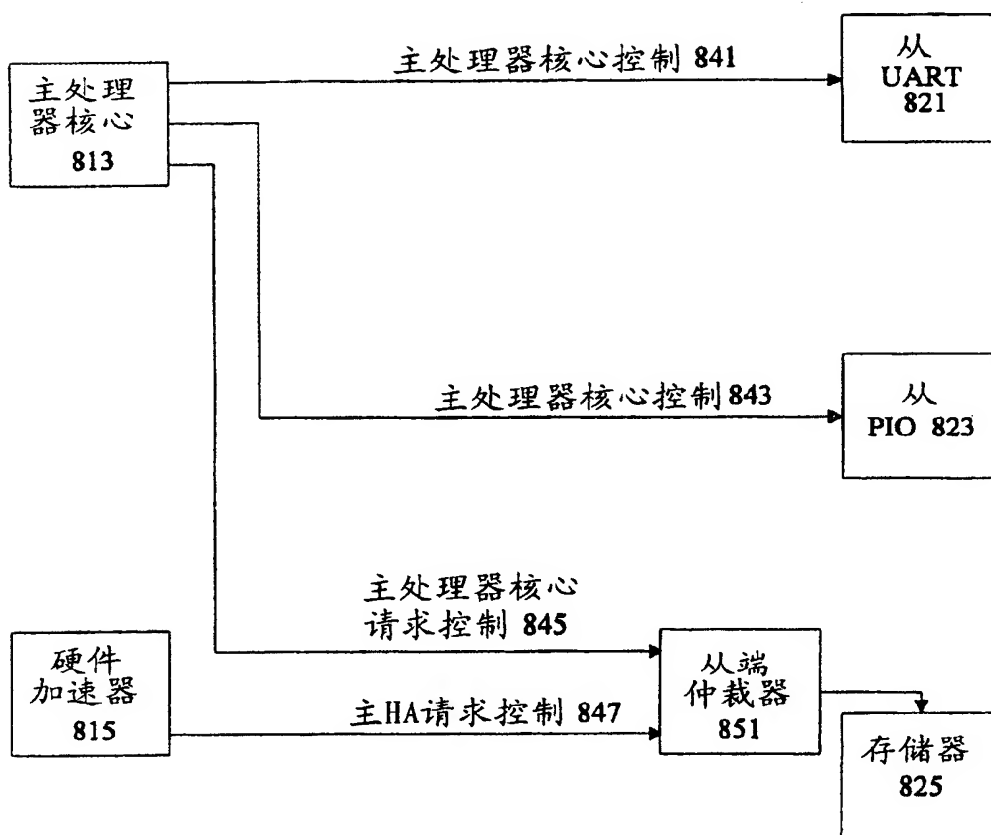 主处理
器核心
813
主处理器核心控制 841
从
UART
821
主处理器核心控制 843
从
PIO 823
主处理器核心
请求控制 845
硬件
加速器
815
主HA请求控制 847
从端
仲裁器
851
存储器
825